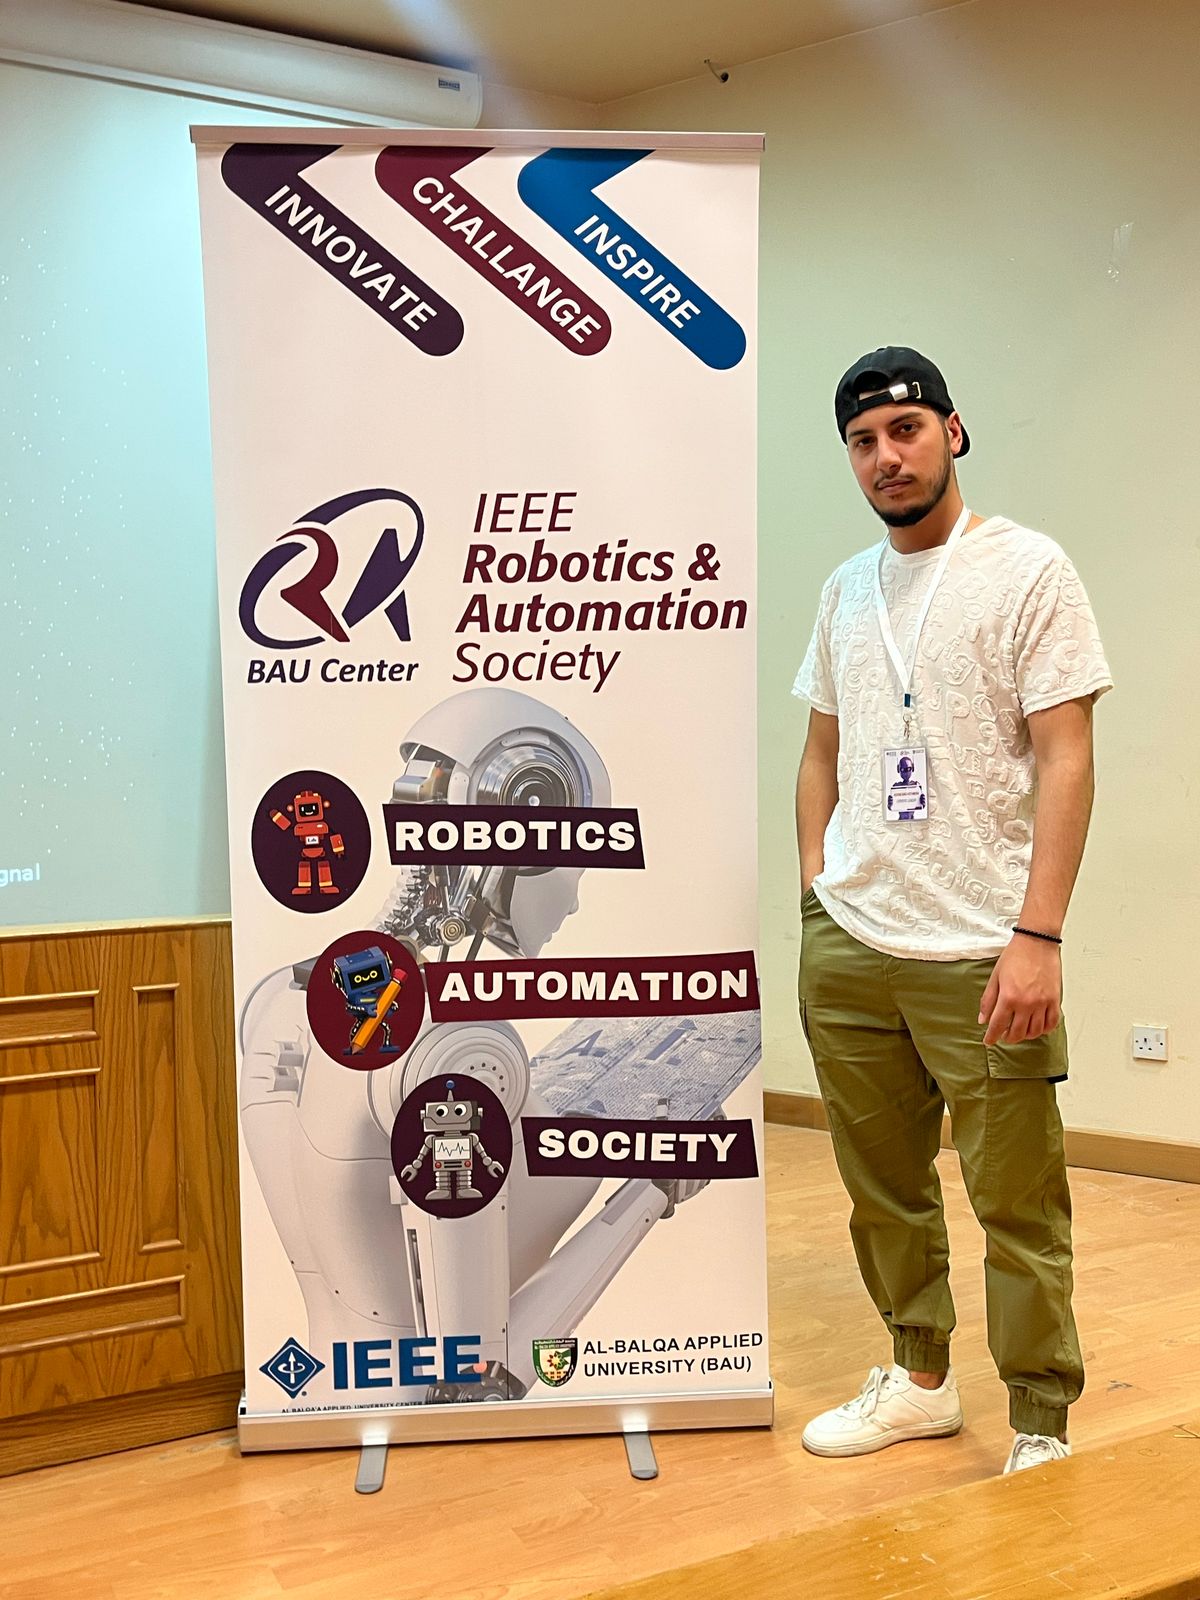 INNOVATE
CHALLANGE
INSPIRE
IEEE
Robotics &
Automation
Society
BAU Center
ROBOTICS
AUTOMATION
SOCIETY
gnal
IEEE
AL-BALQA APPLIED
UNIVERSITY (BAU)